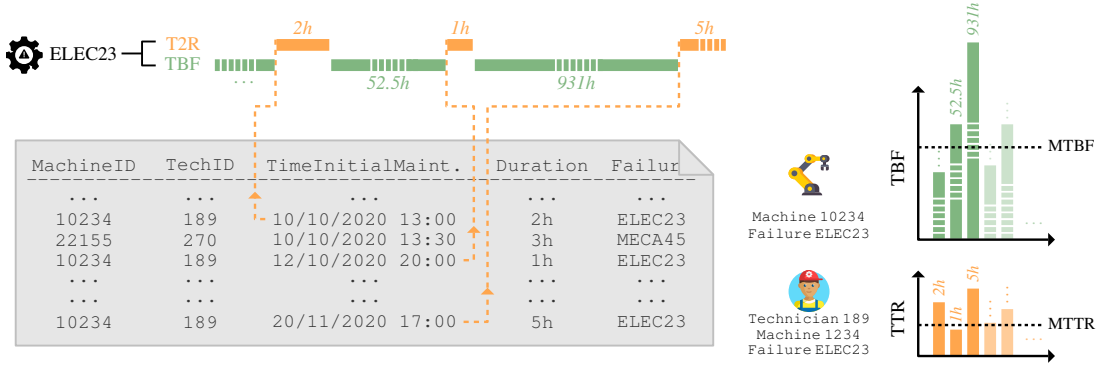 2h 1h 5h
ELEC23
T2R
TBF
...
52.5h 931h
MachineID TechID TimeInitialMaint. Duration Failur
... ... ... ... ...
10234 189 10/10/2020 13:00 2h ELEC23
22155 270 10/10/2020 13:30 3h MECA45
10234 189 12/10/2020 20:00 1h ELEC23
... ... ... ... ...
... ... ... ... ...
10234 189 20/11/2020 17:00 5h ELEC23
Machine 10234
Failure ELEC23
TBF
52.5h
931h
MTBF
...
Technician 189
Machine 1234
Failure ELEC23
TTR
2h
1h
5h
MTTR
...